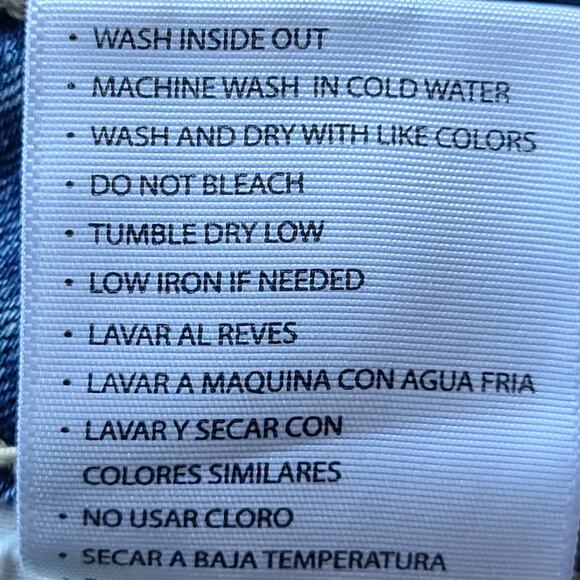 • WASH INSIDE OUT
• MACHINE WASH IN COLD WATER
• WASH AND DRY WITH LIKE COLORS
• DO NOT BLEACH
• TUMBLE DRY LOW
• LOW IRON IF NEEDED
• LAVAR AL REVES
• LAVAR A MAQUINA CON AGUA FRIA
• LAVAR Y SECAR CON
COLORES SIMILARES
• NO USAR CLORO
• SECAR A BAJA TEMPERATURA